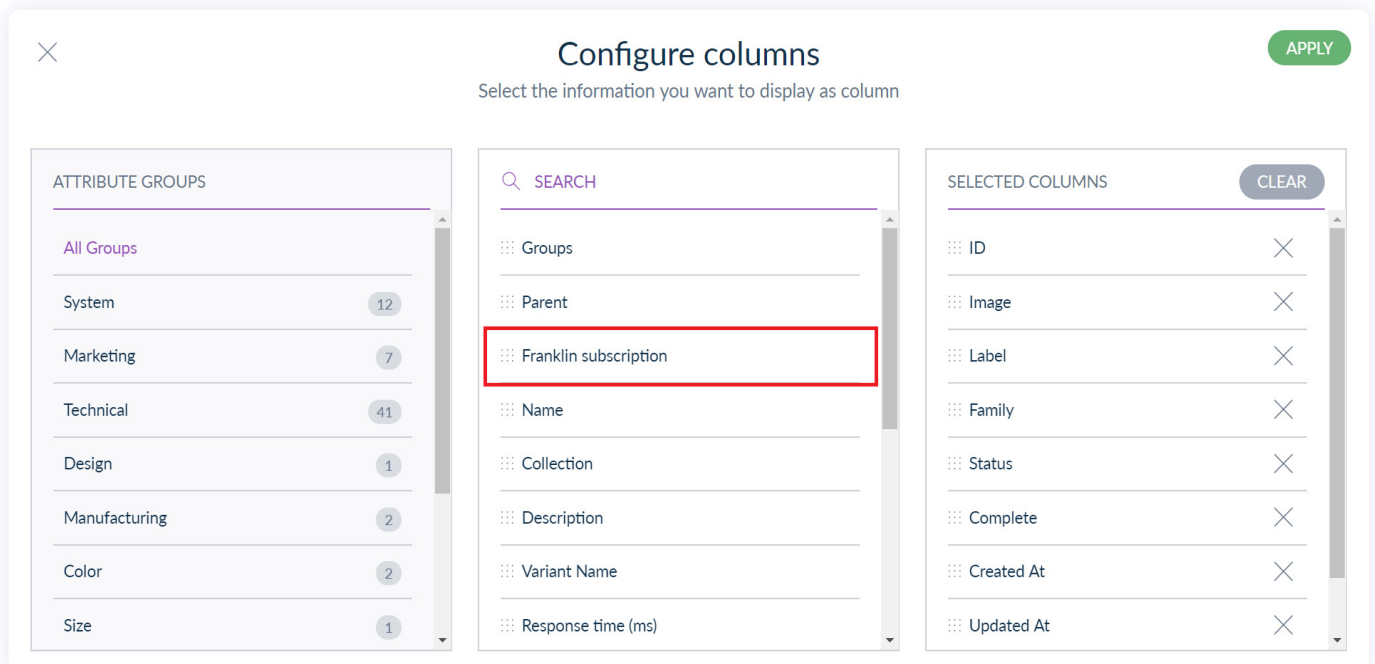 Configure columns
APPLY
Select the information you want to display as column
ATTRIBUTE GROUPS
All Groups
System 12
Marketing 7
Technical 41
Design 1
Manufacturing 2
Color 2
Size 1
SEARCH
Groups
Parent
Franklin subscription
Name
Collection
Description
Variant Name
Response time (ms)
SELECTED COLUMNS
CLEAR
ID
Image
Label
Family
Status
Complete
Created At
Updated At